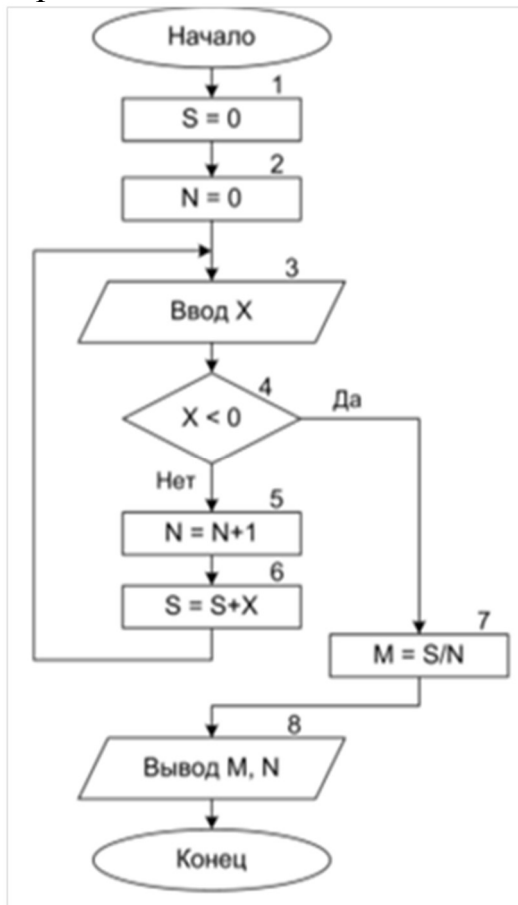 Начало
1
S = 0
2
N = 0
3
Ввод X
4
X < 0
Да
Нет
5
N = N+1
6
S = S+X
7
M = S/N
8
Вывод M, N
Конец